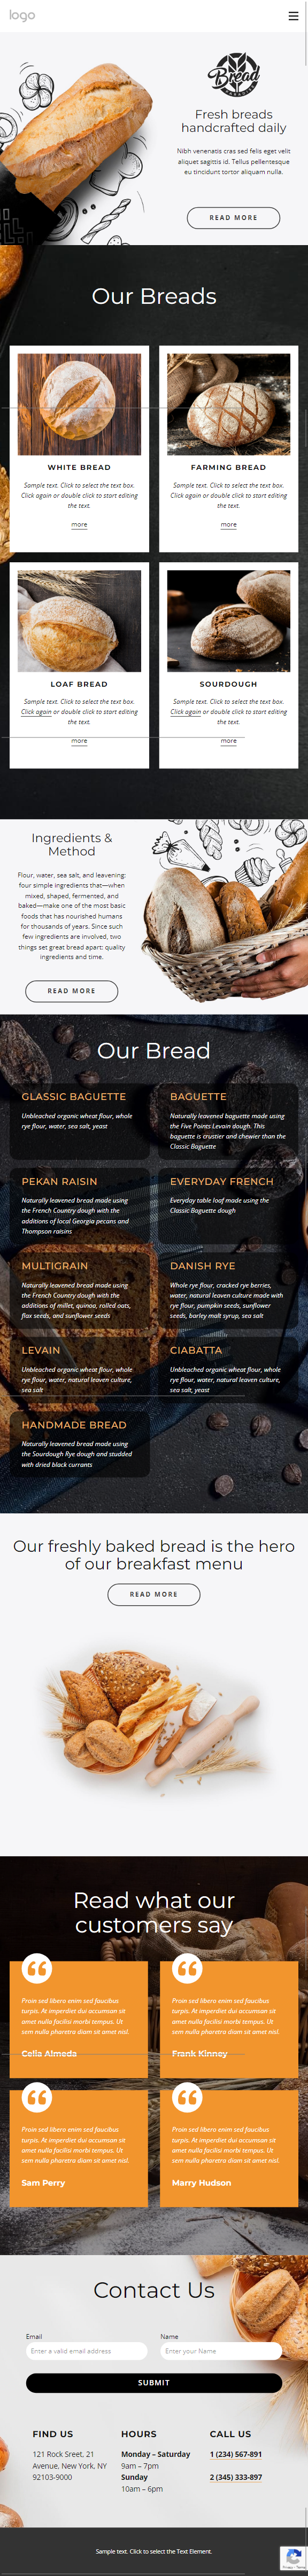 logo
Bread
Fresh breads
handcrafted daily
Nibh venenatis cras sed felis eget velit
aliquet sagittis id. Tellus pellentesque
eu tincidunt tortor aliquam nulla.
READ MORE
Our Breads
WHITE BREAD
Sample text. Click to select the text box.
Click again or double click to start editing
the text.
more
FARMING BREAD
Sample text. Click to select the text box.
Click again or double click to start editing
the text.
more
LOAF BREAD
Sample text. Click to select the text box.
Click again or double click to start editing
the text.
more
SOURDOUGH
Sample text. Click to select the text box.
Click again or double click to start editing
the text.
more
Ingredients &
Method
Flour, water, sea salt, and leavening:
four simple ingredients that—when
mixed, shaped, fermented, and
baked—make one of the most basic
foods that has nourished humans
for thousands of years. Since such
few ingredients are involved, two
things set great bread apart: quality
ingredients and time.
READ MORE
Our Bread
GLASSIC BAGUETTE
Unbleached organic wheat flour, whole
rye flour, water, sea salt, yeast
BAGUETTE
Naturally leavened baguette made using
the Five Points Levain dough. This
baguette is crustier and chewier than the
Classic Baguette
PEKAN RAISIN
Naturally leavened bread made using
the French Country dough with the
additions of local Georgia pecans and
Thompson raisins
EVERYDAY FRENCH
Everyday table loaf made using the
Classic Baguette dough
MULTIGRAIN
Naturally leavened bread made using
the French Country dough with the
additions of millet, quinoa, rolled oats,
flax seeds, and sunflower seeds
DANISH RYE
Whole rye flour, cracked rye berries,
water, natural leaven culture made with
rye flour, pumpkin seeds, sunflower
seeds, barley malt syrup, sea salt
LEVAIN
Unbleached organic wheat flour, whole
rye flour, water, natural leaven culture,
sea salt
CIABATTA
Unbleached organic wheat flour, whole
rye flour, water, natural leaven culture,
sea salt, yeast
HANDMADE BREAD
Naturally leavened bread made using
the Sourdough Rye dough and studded
with dried black currants
Our freshly baked bread is the hero
of our breakfast menu
READ MORE
Read what our
customers say
Proin sed libero enim sed faucibus
turpis. At imperdiet dui accumsan sit
amet nulla facilisi morbi tempus. Ut
sem nulla pharetra diam sit amet nisl.
Celia Almeda
Proin sed libero enim sed faucibus
turpis. At imperdiet dui accumsan sit
amet nulla facilisi morbi tempus. Ut
sem nulla pharetra diam sit amet nisl.
Frank Kinney
Proin sed libero enim sed faucibus
turpis. At imperdiet dui accumsan sit
amet nulla facilisi morbi tempus. Ut
sem nulla pharetra diam sit amet nisl.
Sam Perry
Proin sed libero enim sed faucibus
turpis. At imperdiet dui accumsan sit
amet nulla facilisi morbi tempus. Ut
sem nulla pharetra diam sit amet nisl.
Marry Hudson
Contact Us
Email
Name
Enter a valid email address
Enter your Name
SUBMIT
FIND US
121 Rock Sreet, 21
Avenue, New York, NY
92103-9000
HOURS
Monday – Saturday
9am – 7pm
Sunday
10am – 6pm
CALL US
1 (234) 567-891
2 (345) 333-897
Sample text. Click to select the Text Element.